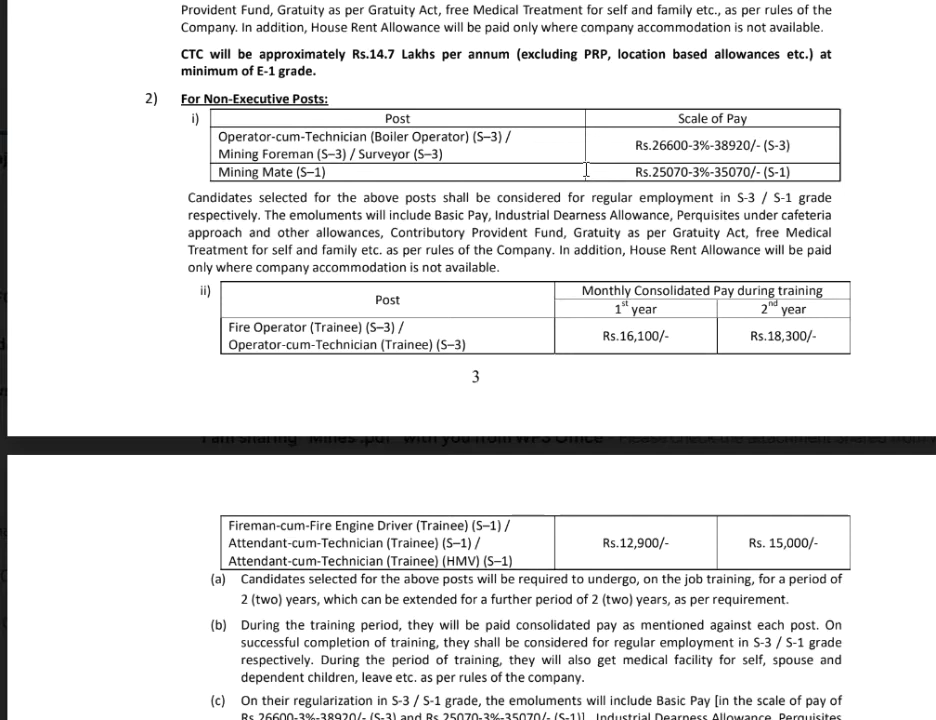 Provident Fund, Gratuity as per Gratuity Act, free Medical Treatment for self and family etc., as per rules of the
Company. In addition, House Rent Allowance will be paid only where company accommodation is not available.
CTC will be approximately Rs.14.7 Lakhs per annum (excluding PRP, location based allowances etc.) at
minimum of E-1 grade.
2) For Non-Executive Posts:
i) Post Scale of Pay
Operator-cum-Technician (Boiler Operator) (S–3) /
Mining Foreman (S–3) / Surveyor (S–3)
Rs.26600-3%-38920/- (S-3)
Mining Mate (S–1) Rs.25070-3%-35070/- (S-1)
Candidates selected for the above posts shall be considered for regular employment in S-3 / S-1 grade
respectively. The emoluments will include Basic Pay, Industrial Dearness Allowance, Perquisites under cafeteria
approach and other allowances, Contributory Provident Fund, Gratuity as per Gratuity Act, free Medical
Treatment for self and family etc. as per rules of the Company. In addition, House Rent Allowance will be paid
only where company accommodation is not available.
ii) Post Monthly Consolidated Pay during training
1st year 2nd year
Fire Operator (Trainee) (S–3) /
Operator-cum-Technician (Trainee) (S–3)
Rs.16,100/- Rs.18,300/-
3
Fireman-cum-Fire Engine Driver (Trainee) (S–1) /
Attendant-cum-Technician (Trainee) (S–1) /
Attendant-cum-Technician (Trainee) (HMV) (S–1)
Rs.12,900/- Rs. 15,000/-
(a) Candidates selected for the above posts will be required to undergo, on the job training, for a period of
2 (two) years, which can be extended for a further period of 2 (two) years, as per requirement.
(b) During the training period, they will be paid consolidated pay as mentioned against each post. On
successful completion of training, they shall be considered for regular employment in S-3 / S-1 grade
respectively. During the period of training, they will also get medical facility for self, spouse and
dependent children, leave etc. as per rules of the company.
(c) On their regularization in S-3 / S-1 grade, the emoluments will include Basic Pay [in the scale of pay of
Rs.26600-3%-38920/- (S-3) and Rs.25070-3%-35070/- (S-1)], Industrial Dearness Allowance, Perquisites